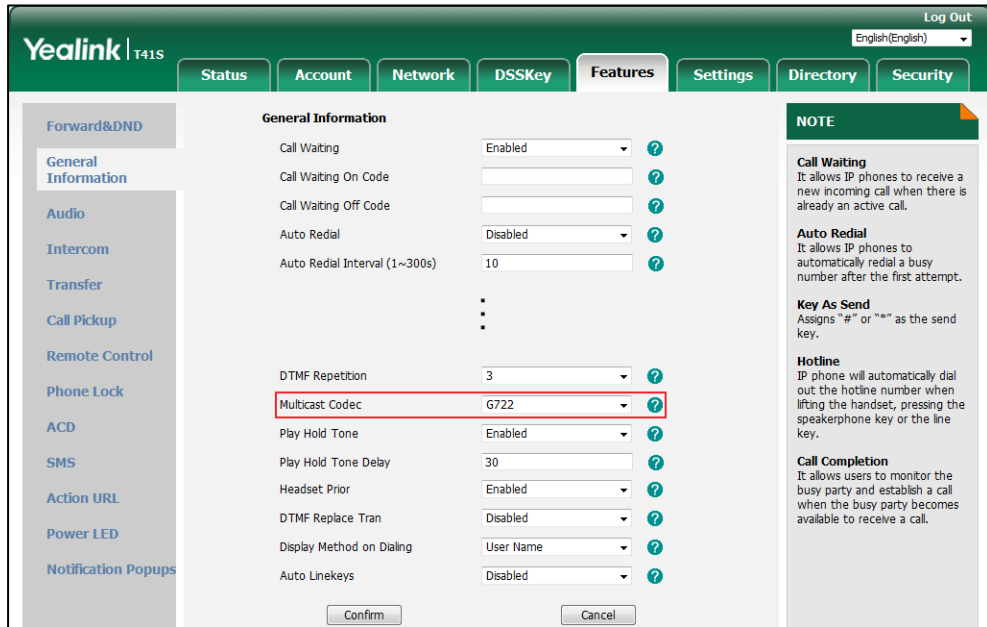 Log Out
Yealink T41S
English(English)
Status Account Network DSSKey Features Settings Directory Security
Forward&DND
General
Information
Audio
Intercom
Transfer
Call Pickup
Remote Control
Phone Lock
ACD
SMS
Action URL
Power LED
Notification Popups
General Information
Call Waiting Enabled ?
Call Waiting On Code ?
Call Waiting Off Code ?
Auto Redial Disabled ?
Auto Redial Interval (1~300s) 10 ?
DTMF Repetition 3 ?
Multicast Codec G722 ?
Play Hold Tone Enabled ?
Play Hold Tone Delay 30 ?
Headset Prior Enabled ?
DTMF Replace Tran Disabled ?
Display Method on Dialing User Name ?
Auto Linekeys Disabled ?
Confirm Cancel
NOTE
Call Waiting
It allows IP phones to receive a
new incoming call when there is
already an active call.
Auto Redial
It allows IP phones to
automatically redial a busy
number after the first attempt.
Key As Send
Assigns "#" or "*" as the send
key.
Hotline
IP phone will automatically dial
out the hotline number when
lifting the handset, pressing the
speakerphone key or the line
key.
Call Completion
It allows users to monitor the
busy party and establish a call
when the busy party becomes
available to receive a call.